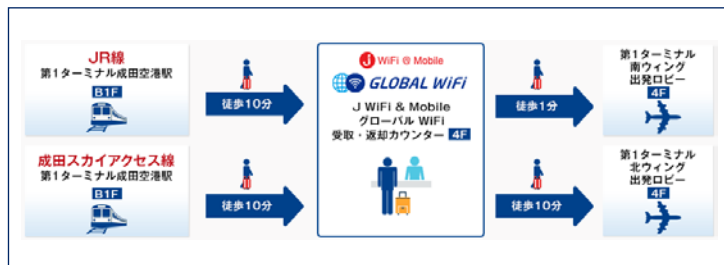 JR線
第1ターミナル成田空港駅
B1F
徒歩10分
成田スカイアクセス線
第1ターミナル成田空港駅
B1F
徒歩10分
J WiFi @ Mobile
GLOBAL WiFi
J WiFi & Mobile
グローバル WiFi
受取・返却カウンター 4F
徒歩1分
第1ターミナル
南ウィング
出発ロビー
4F
徒歩10分
第1ターミナル
北ウィング
出発ロビー
4F